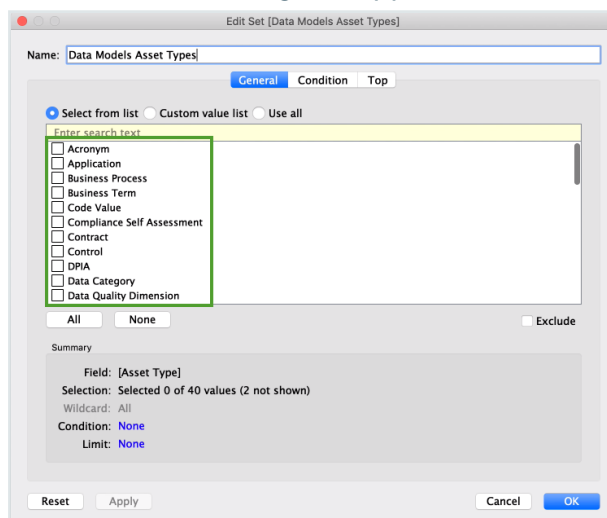 Edit Set [Data Models Asset Types]
Name: Data Models Asset Types
General Condition Top
Select from list Custom value list Use all
Enter search text
Acronym
Application
Business Process
Business Term
Code Value
Compliance Self Assessment
Contract
Control
DPIA
Data Category
Data Quality Dimension
All None Exclude
Summary
Field: [Asset Type]
Selection: Selected 0 of 40 values (2 not shown)
Wildcard: All
Condition: None
Limit: None
Reset Apply Cancel OK